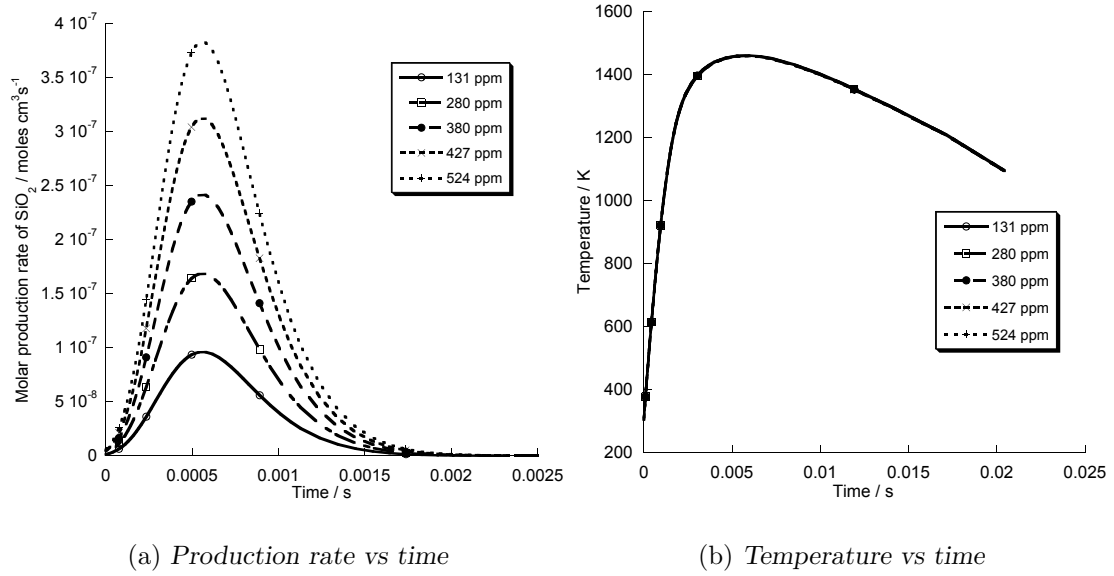 4 10⁻⁷
3.5 10⁻⁷
3 10⁻⁷
2.5 10⁻⁷
2 10⁻⁷
1.5 10⁻⁷
1 10⁻⁷
5 10⁻⁸
0
Molar production rate of SiO₂ / moles cm³s⁻¹
131 ppm
280 ppm
380 ppm
427 ppm
524 ppm
0 0.0005 0.001 0.0015 0.002 0.0025
Time / s
(a) Production rate vs time
1600
1400
1200
1000
800
600
400
200
Temperature / K
131 ppm
280 ppm
380 ppm
427 ppm
524 ppm
0 0.005 0.01 0.015 0.02 0.025
Time / s
(b) Temperature vs time